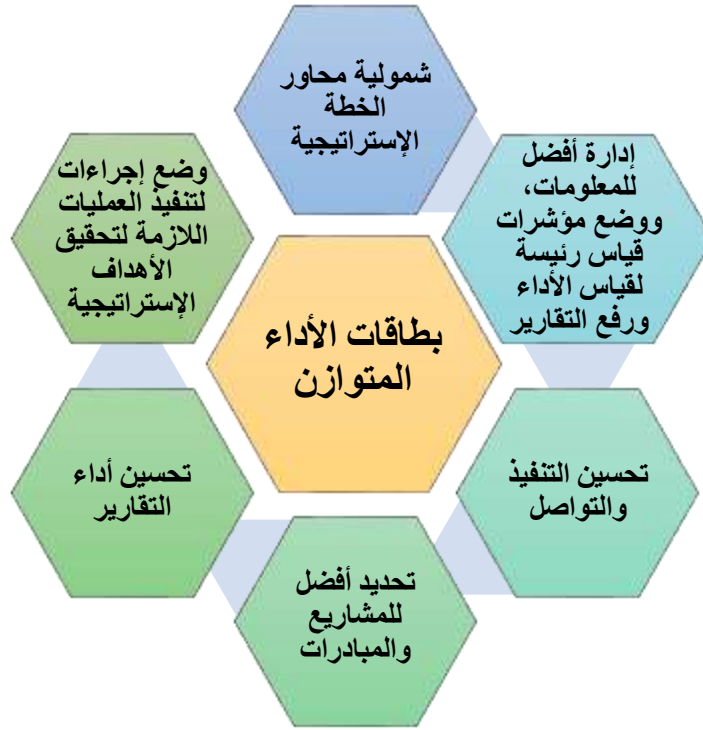 شمولية محاور
الخطة
الإستراتيجية
إدارة أفضل
للمعلومات،
ووضع مؤشرات
قياس رئيسة
لقياس الأداء
ورفع التقارير
تحسين التنفيذ
والتواصل
تحديد أفضل
للمشاريع
والمبادرات
تحسين أداء
التقارير
وضع إجراءات
لتنفيذ العمليات
اللازمة لتحقيق
الأهداف
الإستراتيجية
بطاقات الأداء
المتوازن